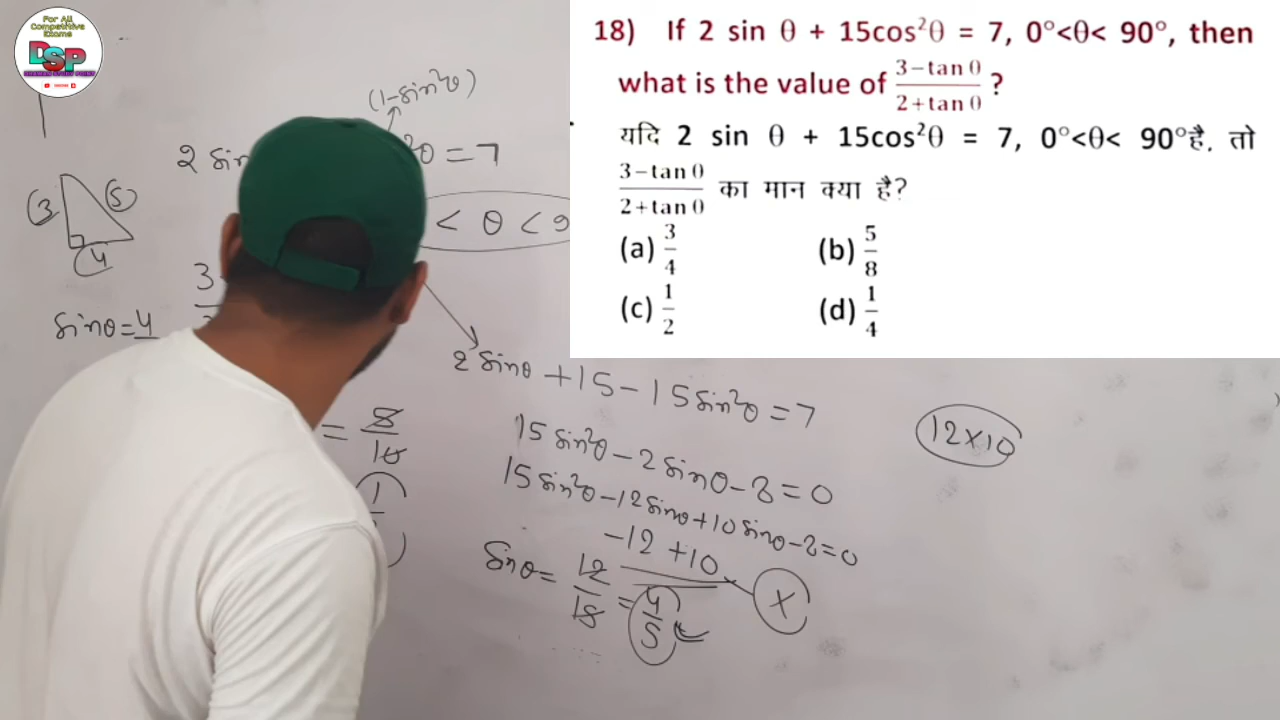 For All
Competitive
Exams
DSP
18) If 2 sin θ + 15cos²θ = 7, 0°<θ< 90°, then
what is the value of (3−tan θ)/(2+tan θ) ?
यदि 2 sin θ + 15cos²θ = 7, 0°<θ< 90°है, तो
(3−tan θ)/(2+tan θ) का मान क्या है?
(a) 3/4 (b) 5/8
(c) 1/2 (d) 1/4
(1-sin²θ)
2 sin ²θ = 7
3 5
4
< θ < 9
3
sinθ = 4
2 sinθ + 15 - 15 sin²θ = 7
12×10
15 sin²θ - 2 sinθ - 8 = 0
15 sin²θ - 12 sinθ + 10 sinθ - 8 = 0
-12 +10
sinθ = 12/15 = 4/5
×
= 8/16
1